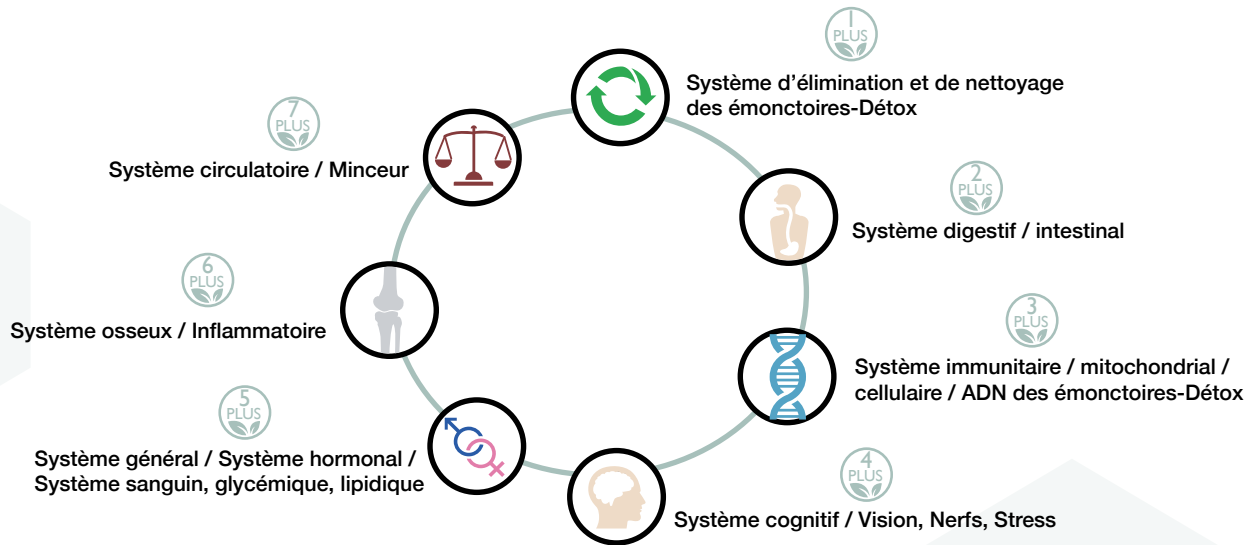 1
PLUS
Système d'élimination et de nettoyage
des émonctoires-Détox
2
PLUS
Système digestif / intestinal
3
PLUS
Système immunitaire / mitochondrial /
cellulaire / ADN des émonctoires-Détox
4
PLUS
Système cognitif / Vision, Nerfs, Stress
5
PLUS
Système général / Système hormonal /
Système sanguin, glycémique, lipidique
6
PLUS
Système osseux / Inflammatoire
7
PLUS
Système circulatoire / Minceur